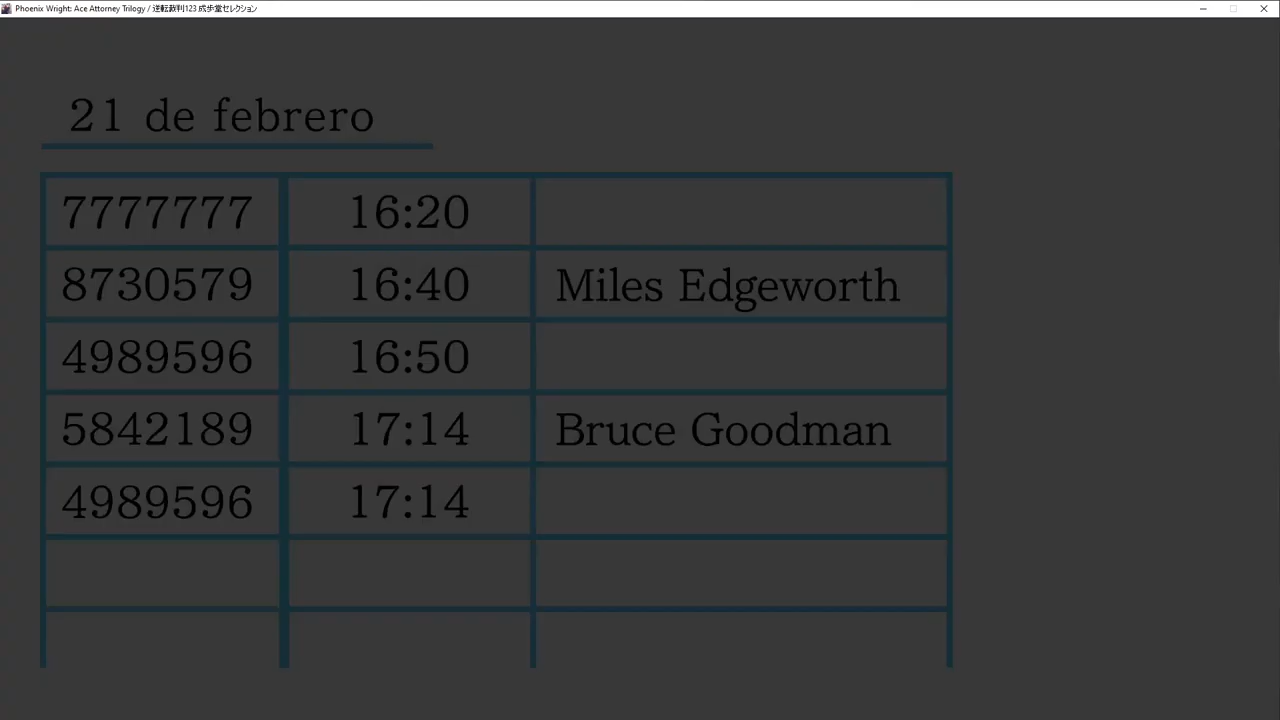 Phoenix Wright: Ace Attorney Trilogy / 逆転裁判123 成歩堂セレクション
21 de febrero
7777777 16:20
8730579 16:40 Miles Edgeworth
4989596 16:50
5842189 17:14 Bruce Goodman
4989596 17:14